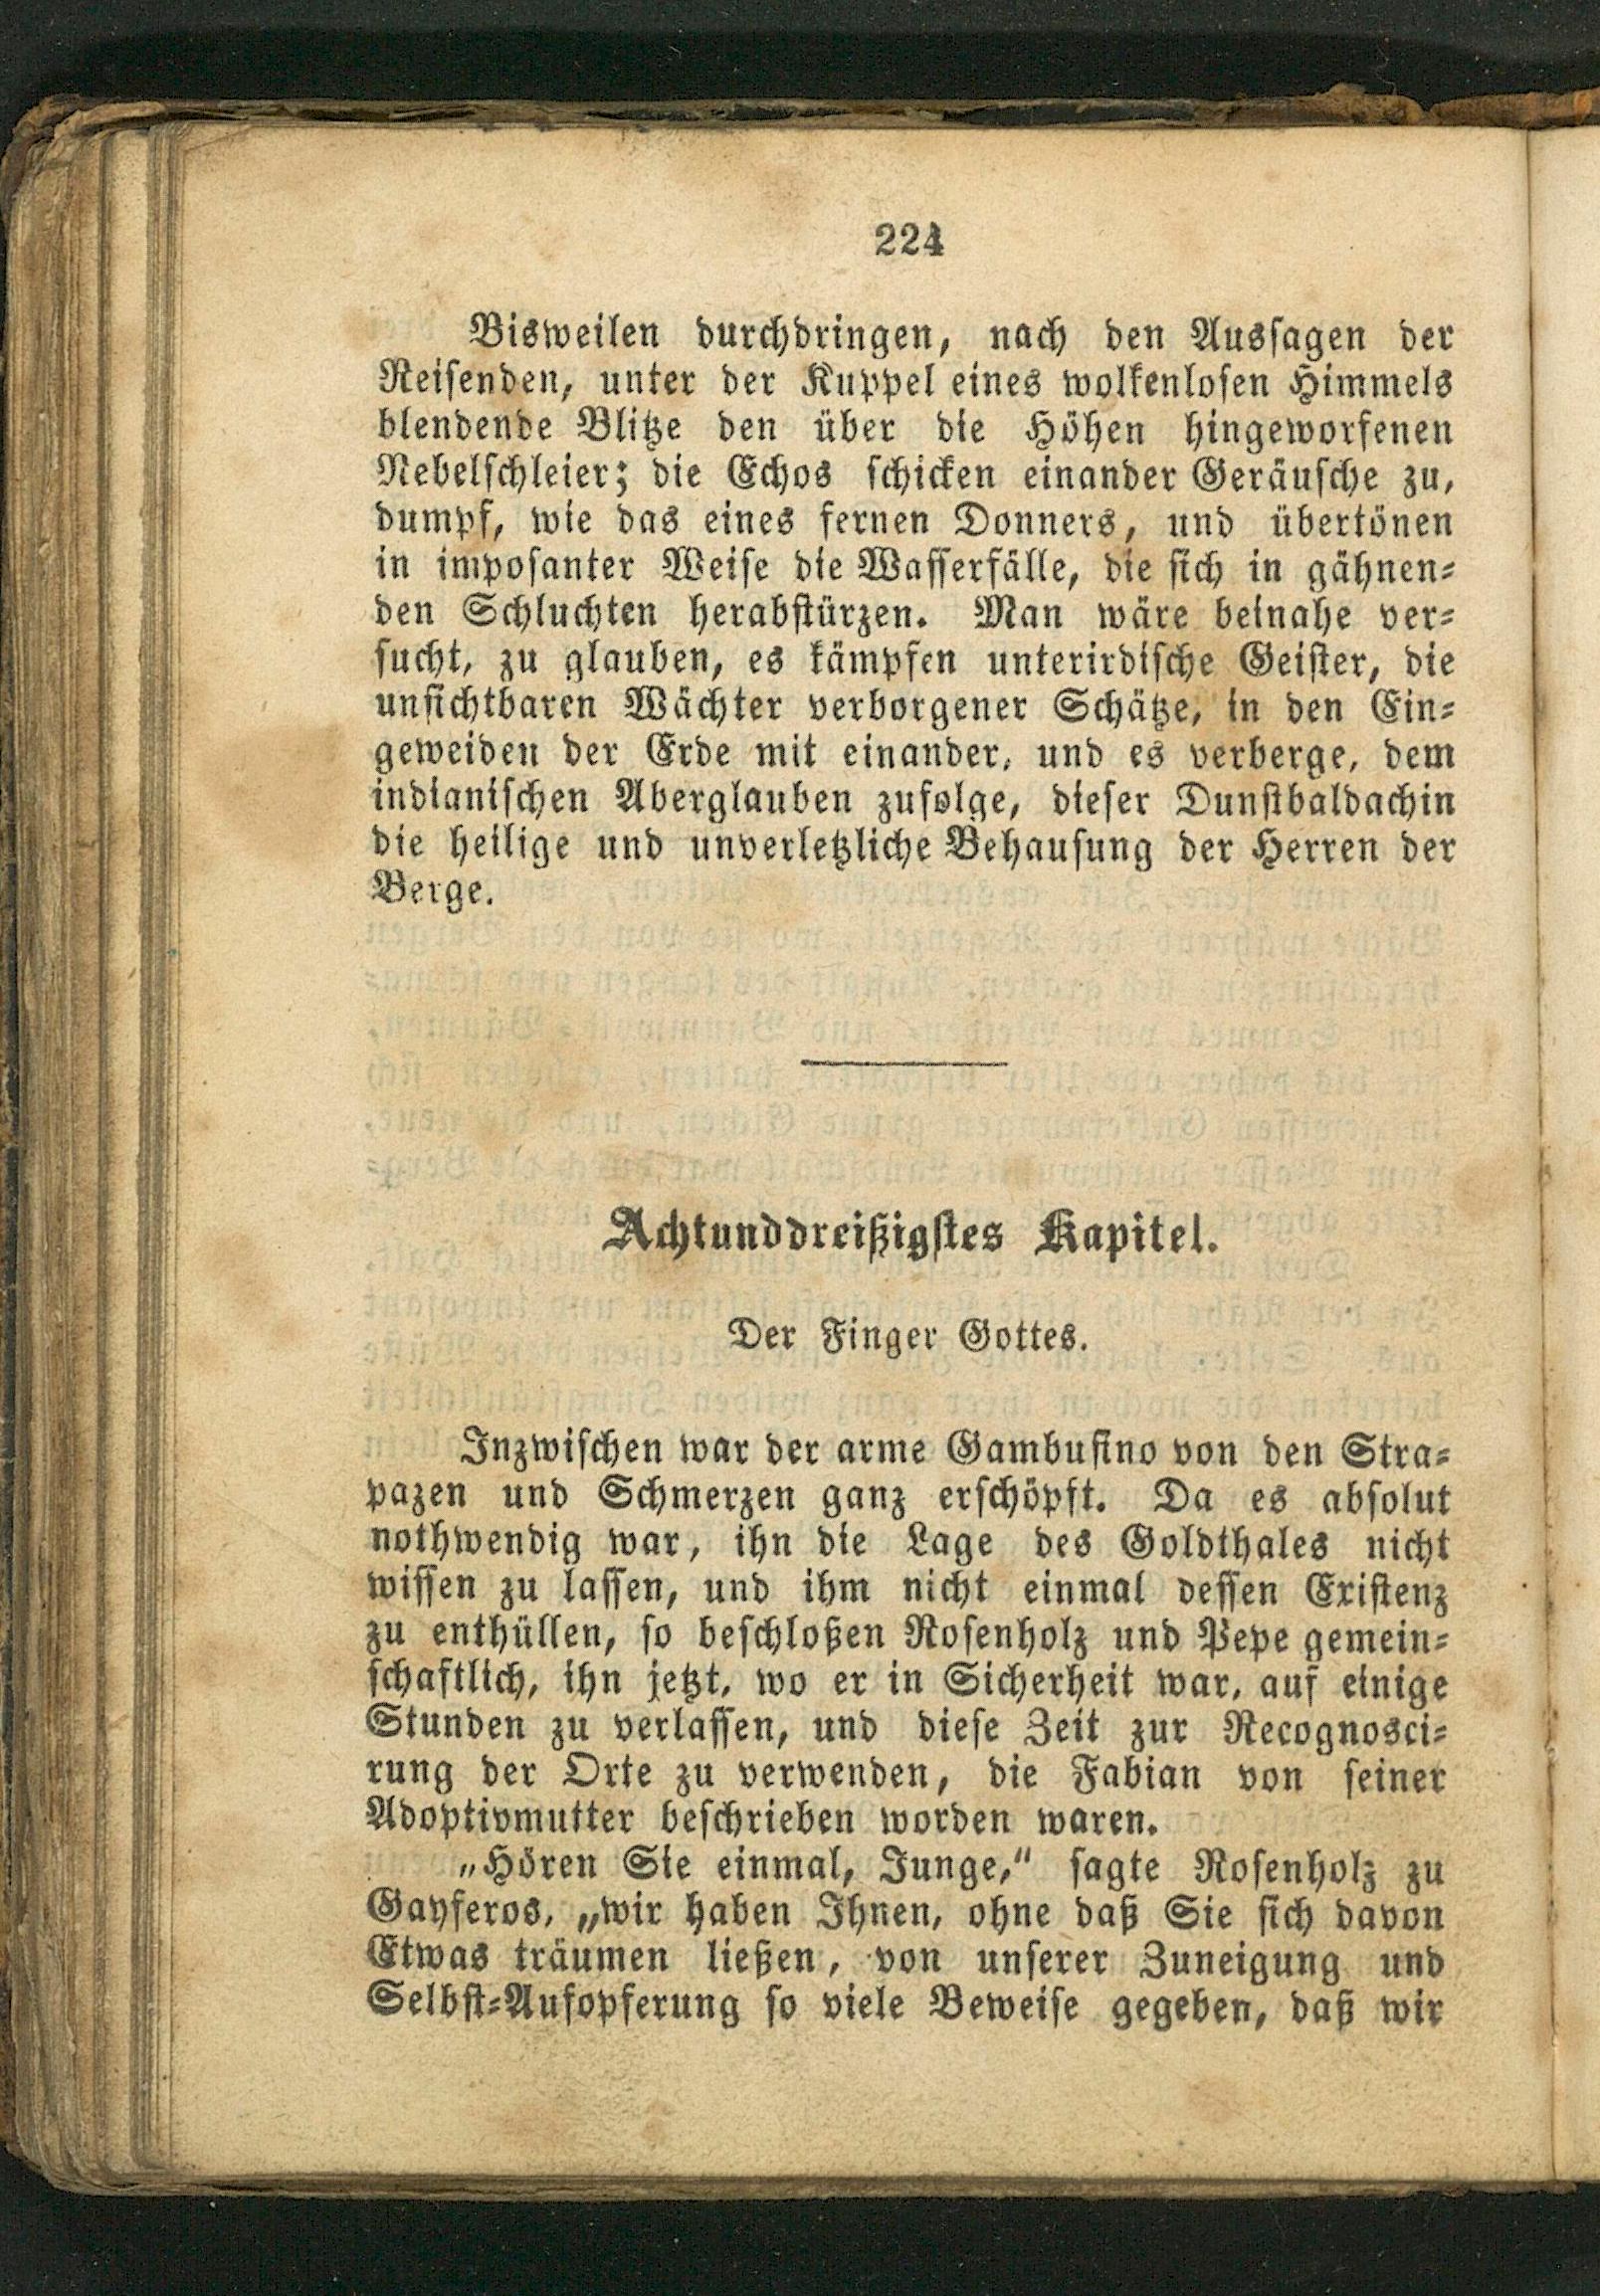 224
Bisweilen durchdringen, nach den Aussagen der
Reisenden, unter der Kuppel eines wolkenlosen Himmels
blendende Blitze den über die Höhen hingeworfenen
Nebelschleier; die Echos schicken einander Geräusche zu,
dumpf, wie das eines fernen Donners, und übertönen
in imposanter Weise die Wasserfälle, die sich in gähnen-
den Schluchten herabstürzen. Man wäre beinahe ver-
sucht, zu glauben, es kämpfen unterirdische Geister, die
unsichtbaren Wächter verborgener Schätze, in den Ein-
geweiden der Erde mit einander, und es verberge, dem
indianischen Aberglauben zufolge, dieser Dunstbaldachin
die heilige und unverletzliche Behausung der Herren der
Berge.
Achtunddreißigstes Kapitel.
Der Finger Gottes.
Inzwischen war der arme Gambusino von den Stra-
pazen und Schmerzen ganz erschöpft. Da es absolut
nothwendig war, ihn die Lage des Goldthales nicht
wissen zu lassen, und ihm nicht einmal dessen Existenz
zu enthüllen, so beschloßen Rosenholz und Pepe gemein-
schaftlich, ihn jetzt, wo er in Sicherheit war, auf einige
Stunden zu verlassen, und diese Zeit zur Recognosci-
rung der Orte zu verwenden, die Fabian von seiner
Adoptivmutter beschrieben worden waren.
„Hören Sie einmal, Junge,“ sagte Rosenholz zu
Gayferos, „wir haben Ihnen, ohne daß Sie sich davon
Etwas träumen ließen, von unserer Zuneigung und
Selbst-Aufopferung so viele Beweise gegeben, daß wir